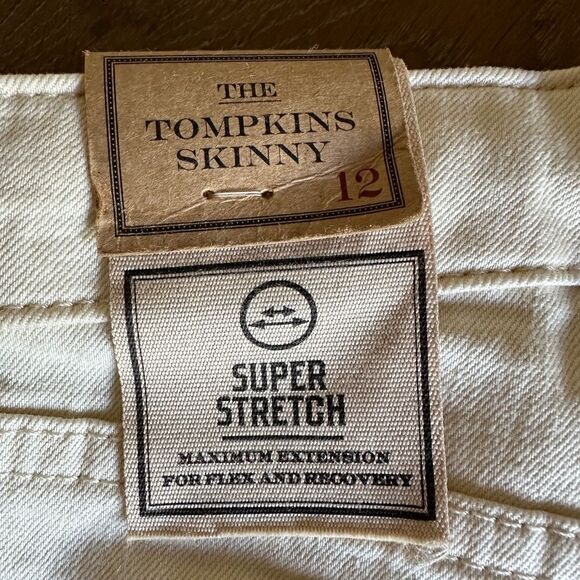 THE
TOMPKINS
SKINNY
12
SUPER
STRETCH
MAXIMUM EXTENSION
FOR FLEX AND RECOVERY